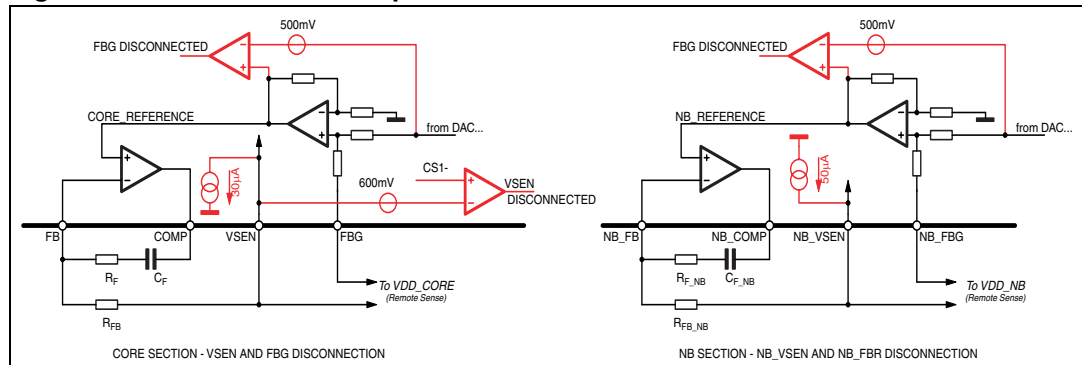 500mV
FBG DISCONNECTED
CORE_REFERENCE
from DAC...
30µA
CS1-
600mV
VSEN
DISCONNECTED
FB
COMP
VSEN
FBG
RF
CF
RFB
To VDD_CORE
(Remote Sense)
CORE SECTION - VSEN AND FBG DISCONNECTION
500mV
FBG DISCONNECTED
NB_REFERENCE
from DAC...
50µA
NB_FB
NB_COMP
NB_VSEN
NB_FBG
RF_NB
CF_NB
RFB_NB
To VDD_NB
(Remote Sense)
NB SECTION - NB_VSEN AND NB_FBR DISCONNECTION